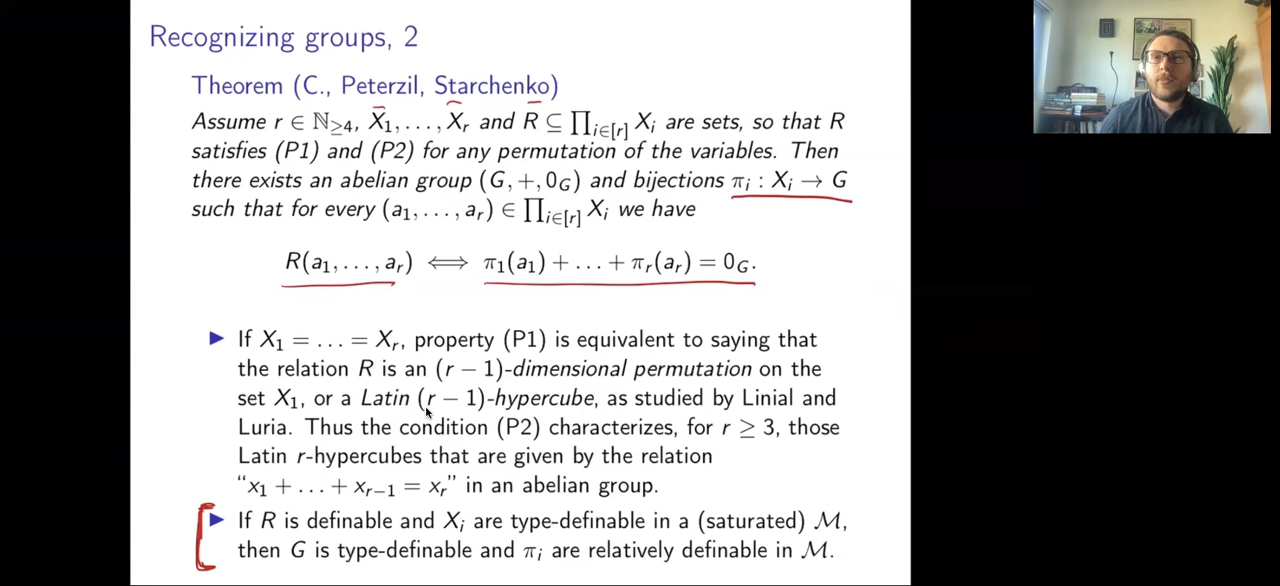 Recognizing groups, 2
Theorem (C., Peterzil, Starchenko)
Assume r ∈ ℕ≥4, X̄1, . . . , Xr and R ⊆ ∏i∈[r] Xi are sets, so that R
satisfies (P1) and (P2) for any permutation of the variables. Then
there exists an abelian group (G, +, 0G) and bijections πi : Xi → G
such that for every (a1, . . . , ar) ∈ ∏i∈[r] Xi we have
R(a1, . . . , ar) ⟺ π1(a1) + . . . + πr(ar) = 0G.
▶ If X1 = . . . = Xr, property (P1) is equivalent to saying that
the relation R is an (r − 1)-dimensional permutation on the
set X1, or a Latin (r − 1)-hypercube, as studied by Linial and
Luria. Thus the condition (P2) characterizes, for r ≥ 3, those
Latin r-hypercubes that are given by the relation
“x1 + . . . + xr−1 = xr” in an abelian group.
▶ If R is definable and Xi are type-definable in a (saturated) ℳ,
then G is type-definable and πi are relatively definable in ℳ.